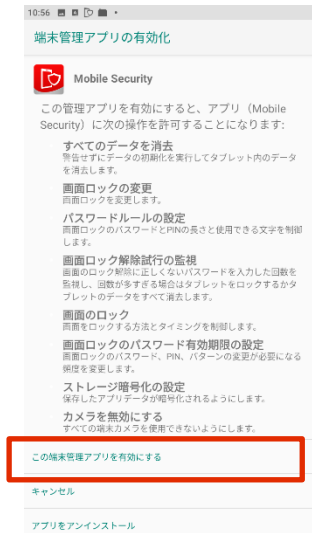 10:56
端末管理アプリの有効化
Mobile Security
この管理アプリを有効にすると、アプリ（Mobile
Security）に次の操作を許可することになります:
すべてのデータを消去
警告せずにデータの初期化を実行してタブレット内のデータ
を消去します。
画面ロックの変更
画面ロックを変更します。
パスワードルールの設定
画面ロックのパスワードとPINの長さと使用できる文字を制御
します。
画面ロック解除試行の監視
画面のロック解除に正しくないパスワードを入力した回数を
監視し、回数が多すぎる場合はタブレットをロックするかタ
ブレットのデータをすべて消去します。
画面のロック
画面をロックする方法とタイミングを制御します。
画面ロックのパスワード有効期限の設定
画面ロックのパスワード、PIN、パターンの変更が必要になる
頻度を変更します。
ストレージ暗号化の設定
保存したアプリデータが暗号化されるようにします。
カメラを無効にする
すべての端末カメラを使用できないようにします。
この端末管理アプリを有効にする
キャンセル
アプリをアンインストール